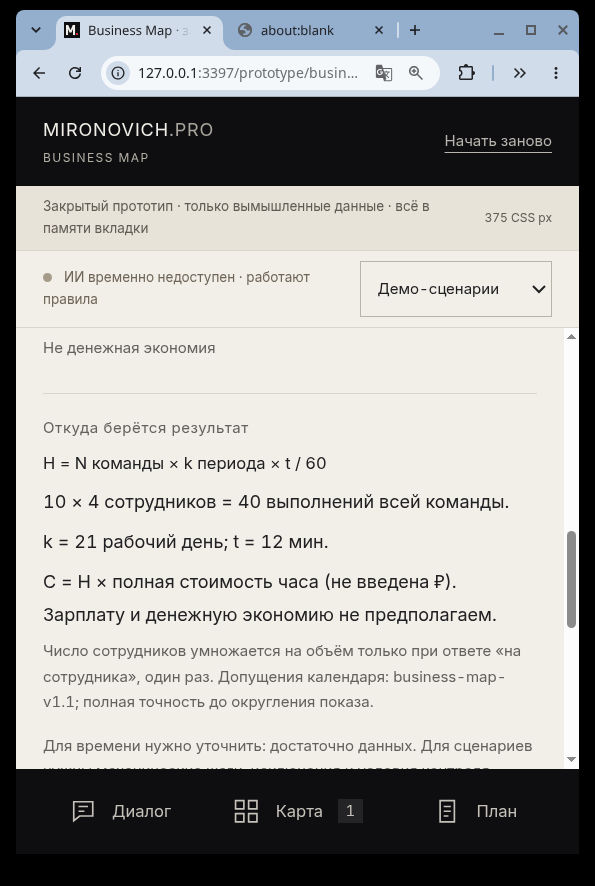 Business Map · з
about:blank
127.0.0.1:3397/prototype/busin...
MIRONOVICH.PRO
BUSINESS MAP
Начать заново
Закрытый прототип · только вымышленные данные · всё в
памяти вкладки
375 CSS px
ИИ временно недоступен · работают
правила
Демо-сценарии
Не денежная экономия
Откуда берётся результат
H = N команды × k периода × t / 60
10 × 4 сотрудников = 40 выполнений всей команды.
k = 21 рабочий день; t = 12 мин.
C = H × полная стоимость часа (не введена ₽).
Зарплату и денежную экономию не предполагаем.
Число сотрудников умножается на объём только при ответе «на
сотрудника», один раз. Допущения календаря: business-map-
v1.1; полная точность до округления показа.
Для времени нужно уточнить: достаточно данных. Для сценариев
Диалог
Карта 1
План